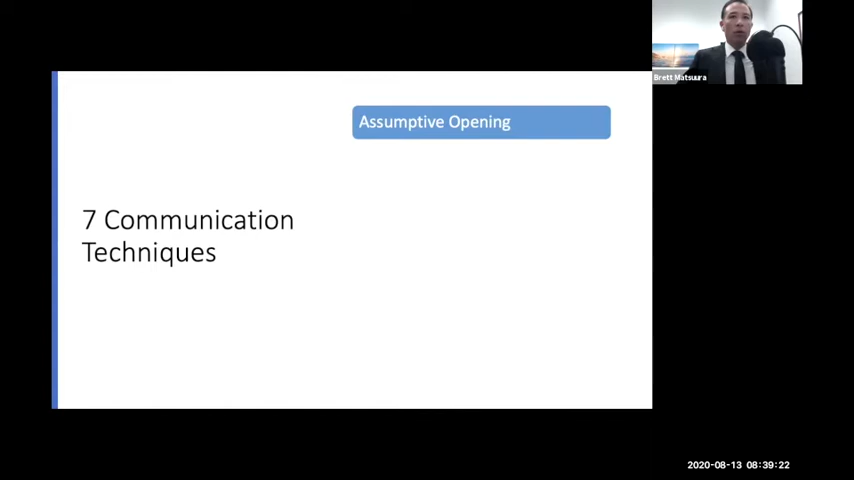 Brett Matsuura
Assumptive Opening
7 Communication
Techniques
2020-08-13 08:39:22